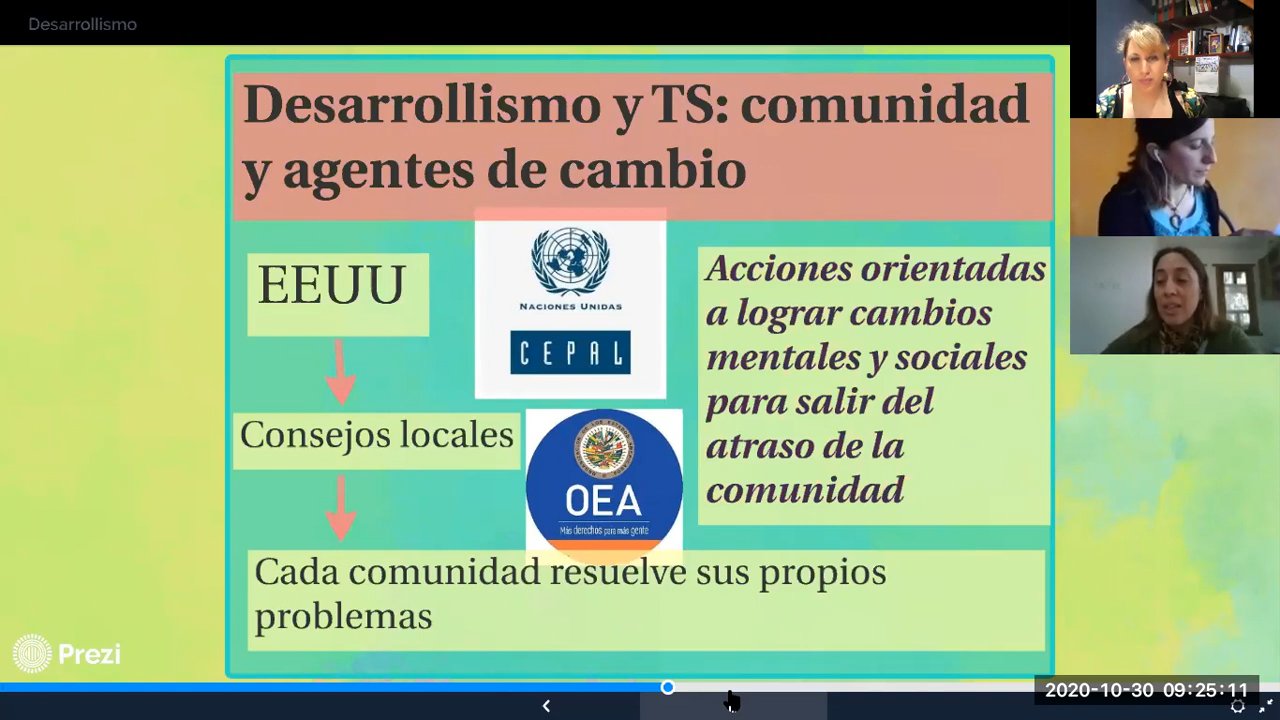 Desarrollismo
Desarrollismo y TS: comunidad
y agentes de cambio
EEUU
NACIONES UNIDAS
CEPAL
Consejos locales
OEA
Más derechos para más gente
Acciones orientadas
a lograr cambios
mentales y sociales
para salir del
atraso de la
comunidad
Cada comunidad resuelve sus propios
problemas
Prezi
2020-10-30 09:25:11